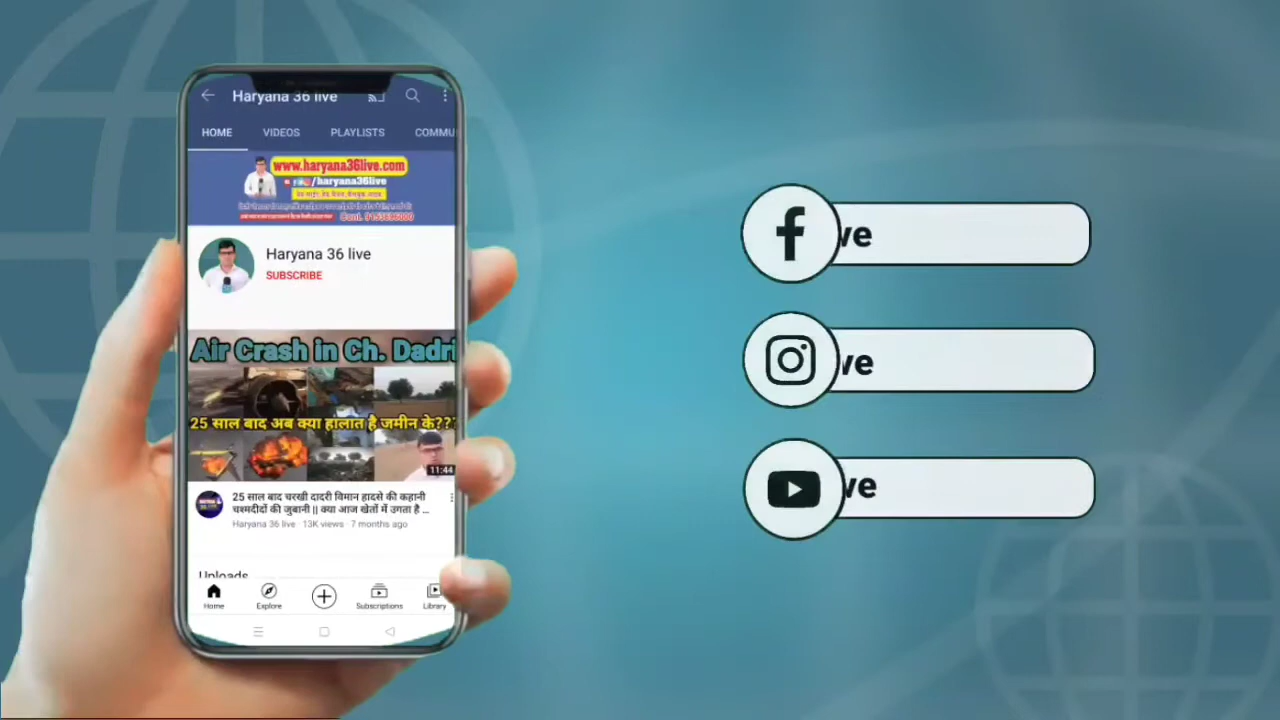 Haryana 36 live
HOME VIDEOS PLAYLISTS COMMU
www.haryana36live.com
/haryana36live
Cont. 9153696000
Haryana 36 live
SUBSCRIBE
Air Crash in Ch. Dadri
25 साल बाद अब क्या हालात है जमीन के???
11:44
25 साल बाद चरखी दादरी विमान हादसे की कहानी
चश्मदीदों की जुबानी || क्या आज खेतों में उगता है ...
Haryana 36 live · 13K views · 7 months ago
Uploads
Home Explore Subscriptions Library
ve
ve
ve